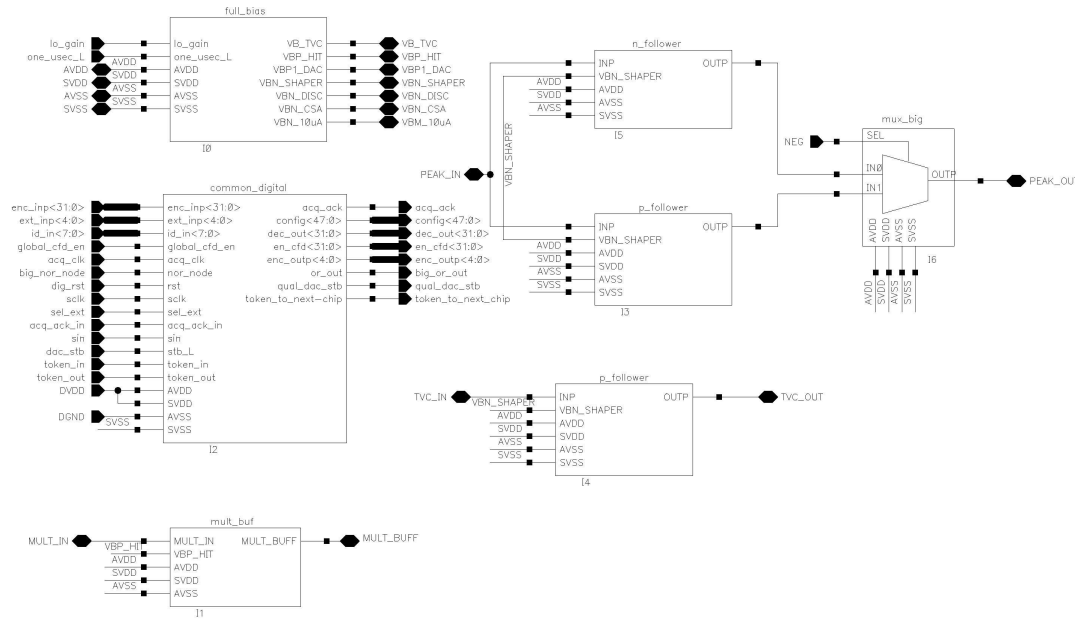 full_bias
lo_gain lo_gain VB_TVC VB_TVC
one_usec_L one_usec_L VBP_HIT VBP_HIT
AVDD AVDD AVDD VBP1_DAC VBP1_DAC
SVDD SVDD SVDD VBN_SHAPER VBN_SHAPER
AVSS AVSS AVSS VBN_DISC VBN_DISC
SVSS SVSS SVSS VBN_CSA VBN_CSA
VBN_10uA VBM_10uA
I0
common_digital
enc_inp<31:0> enc_inp<31:0> acq_ack acq_ack
ext_inp<4:0> ext_inp<4:0> config<47:0> config<47:0>
id_in<7:0> id_in<7:0> dec_out<31:0> dec_out<31:0>
global_cfd_en global_cfd_en en_cfd<31:0> en_cfd<31:0>
acq_clk acq_clk enc_outp<4:0> enc_outp<4:0>
big_nor_node nor_node or_out big_or_out
dig_rst rst qual_dac_stb qual_dac_stb
sclk sclk token_to_next-chip token_to_next_chip
sel_ext sel_ext
acq_ack_in acq_ack_in
sin sin
dac_stb stb_L
token_in token_in
token_out token_out
DVDD AVDD
SVDD
DGND AVSS
SVSS SVSS
I2
mult_buf
MULT_IN MULT_IN MULT_BUFF MULT_BUFF
VBP_HIT VBP_HIT
AVDD AVDD
SVDD SVDD
AVSS AVSS
I1
n_follower
INP OUTP
VBN_SHAPER
AVDD AVDD
SVDD AVSS
AVSS SVSS
I5
PEAK_IN
VBN_SHAPER
p_follower
INP OUTP
VBN_SHAPER
AVDD AVDD
SVDD SVDD
AVSS AVSS
SVSS SVSS
I3
mux_big
NEG SEL
IN0
IN1
OUTP PEAK_OUT
AVDD SVDD AVSS SVSS
I6
AVDD SVDD AVSS SVSS
p_follower
TVC_IN INP OUTP TVC_OUT
VBN_SHAPER VBN_SHAPER
AVDD AVDD
SVDD SVDD
AVSS AVSS
SVSS SVSS
I4